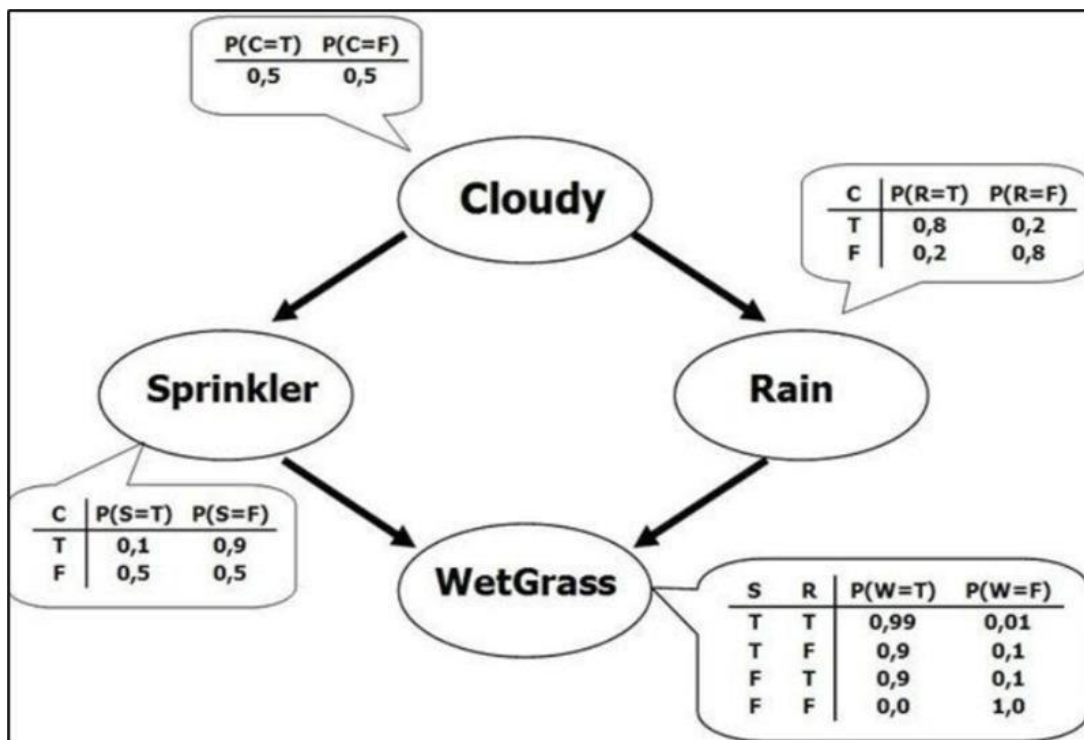 P(C=T) P(C=F)
0,5 0,5
Cloudy
C P(R=T) P(R=F)
T 0,8 0,2
F 0,2 0,8
Sprinkler
Rain
C P(S=T) P(S=F)
T 0,1 0,9
F 0,5 0,5
WetGrass
S R P(W=T) P(W=F)
T T 0,99 0,01
T F 0,9 0,1
F T 0,9 0,1
F F 0,0 1,0